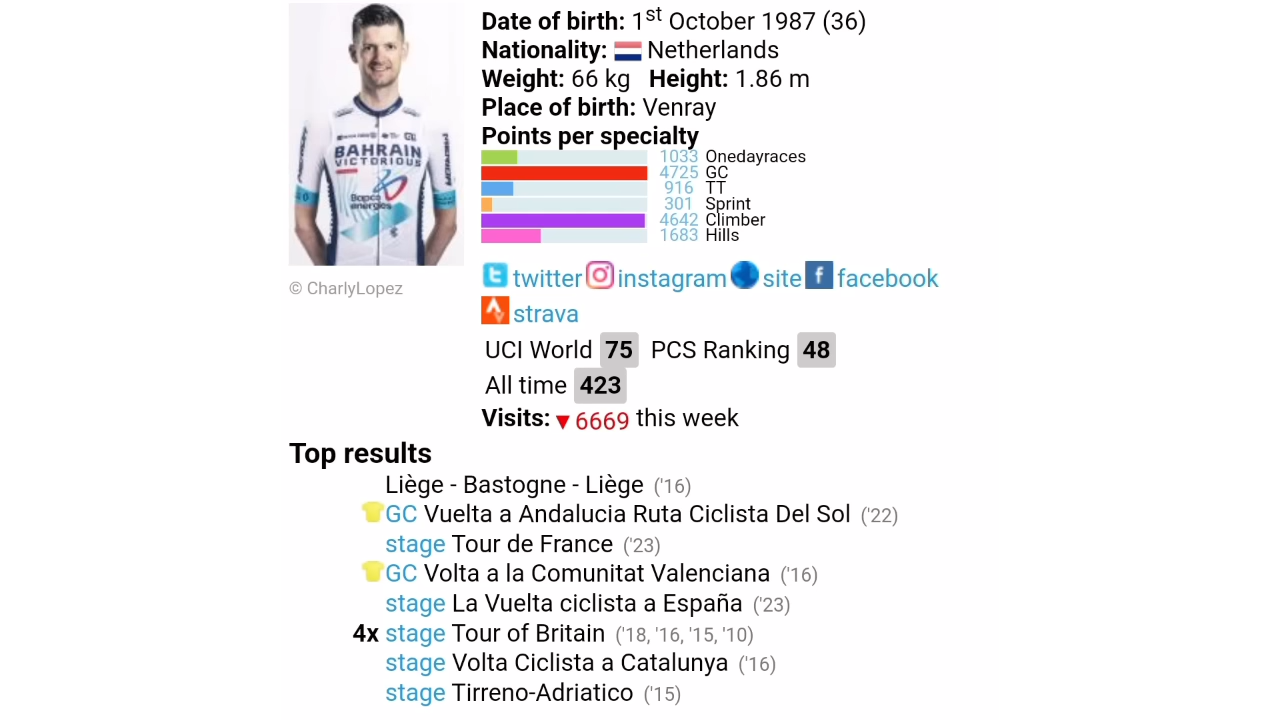 Date of birth: 1st October 1987 (36)
Nationality: Netherlands
Weight: 66 kg Height: 1.86 m
Place of birth: Venray
Points per specialty
1033 Onedayraces
4725 GC
916 TT
301 Sprint
4642 Climber
1683 Hills
BAHRAIN
VICTORIOUS
Bapco
energies
© CharlyLopez
twitter instagram site facebook
strava
UCI World 75 PCS Ranking 48
All time 423
Visits: ▼6669 this week
Top results
Liège - Bastogne - Liège ('16)
GC Vuelta a Andalucia Ruta Ciclista Del Sol ('22)
stage Tour de France ('23)
GC Volta a la Comunitat Valenciana ('16)
stage La Vuelta ciclista a España ('23)
4x stage Tour of Britain ('18, '16, '15, '10)
stage Volta Ciclista a Catalunya ('16)
stage Tirreno-Adriatico ('15)